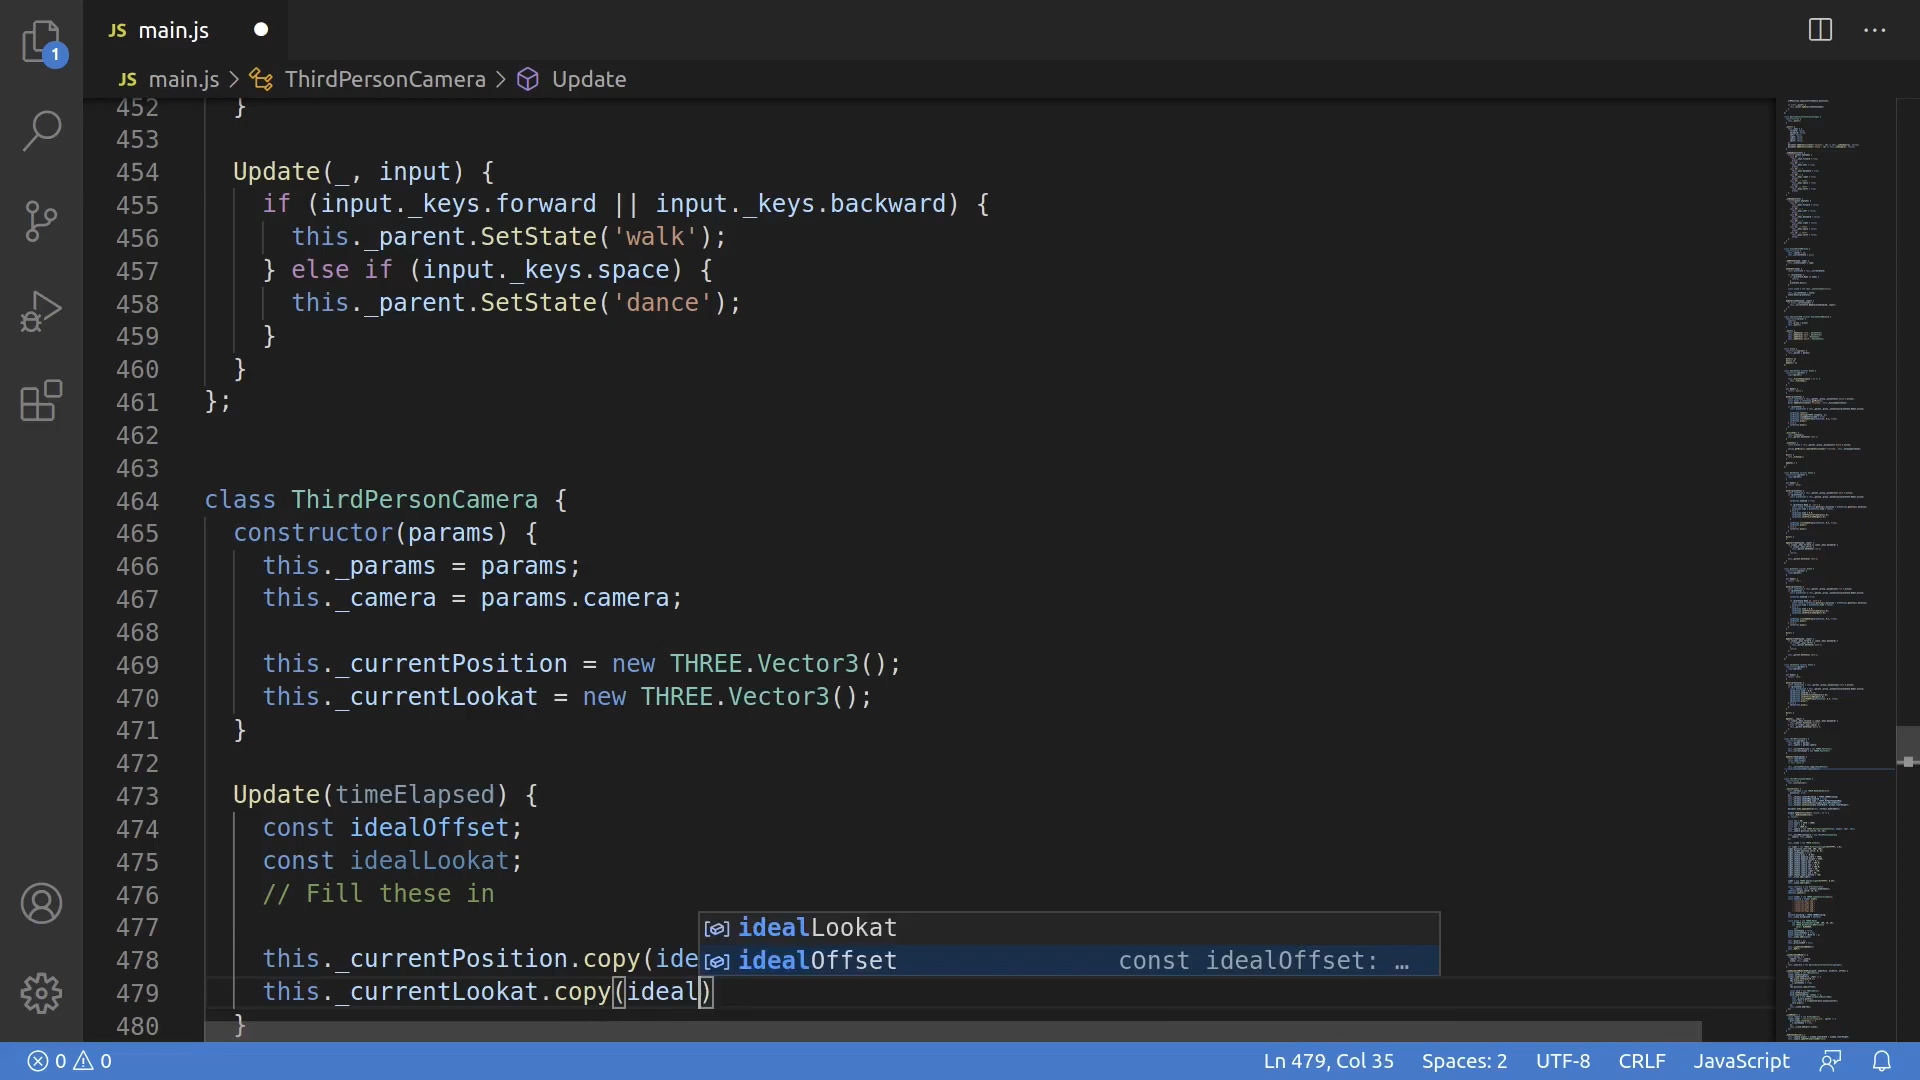 JS main.js
1
JS main.js > ThirdPersonCamera > Update
452 }
453
454 Update(_, input) {
455 if (input._keys.forward || input._keys.backward) {
456 this._parent.SetState('walk');
457 } else if (input._keys.space) {
458 this._parent.SetState('dance');
459 }
460 }
461 };
462
463
464 class ThirdPersonCamera {
465 constructor(params) {
466 this._params = params;
467 this._camera = params.camera;
468
469 this._currentPosition = new THREE.Vector3();
470 this._currentLookat = new THREE.Vector3();
471 }
472
473 Update(timeElapsed) {
474 const idealOffset;
475 const idealLookat;
476 // Fill these in
477
idealLookat
478 this._currentPosition.copy(ide
idealOffset const idealOffset: …
479 this._currentLookat.copy(ideal)
480 }
0 0 Ln 479, Col 35 Spaces: 2 UTF-8 CRLF JavaScript